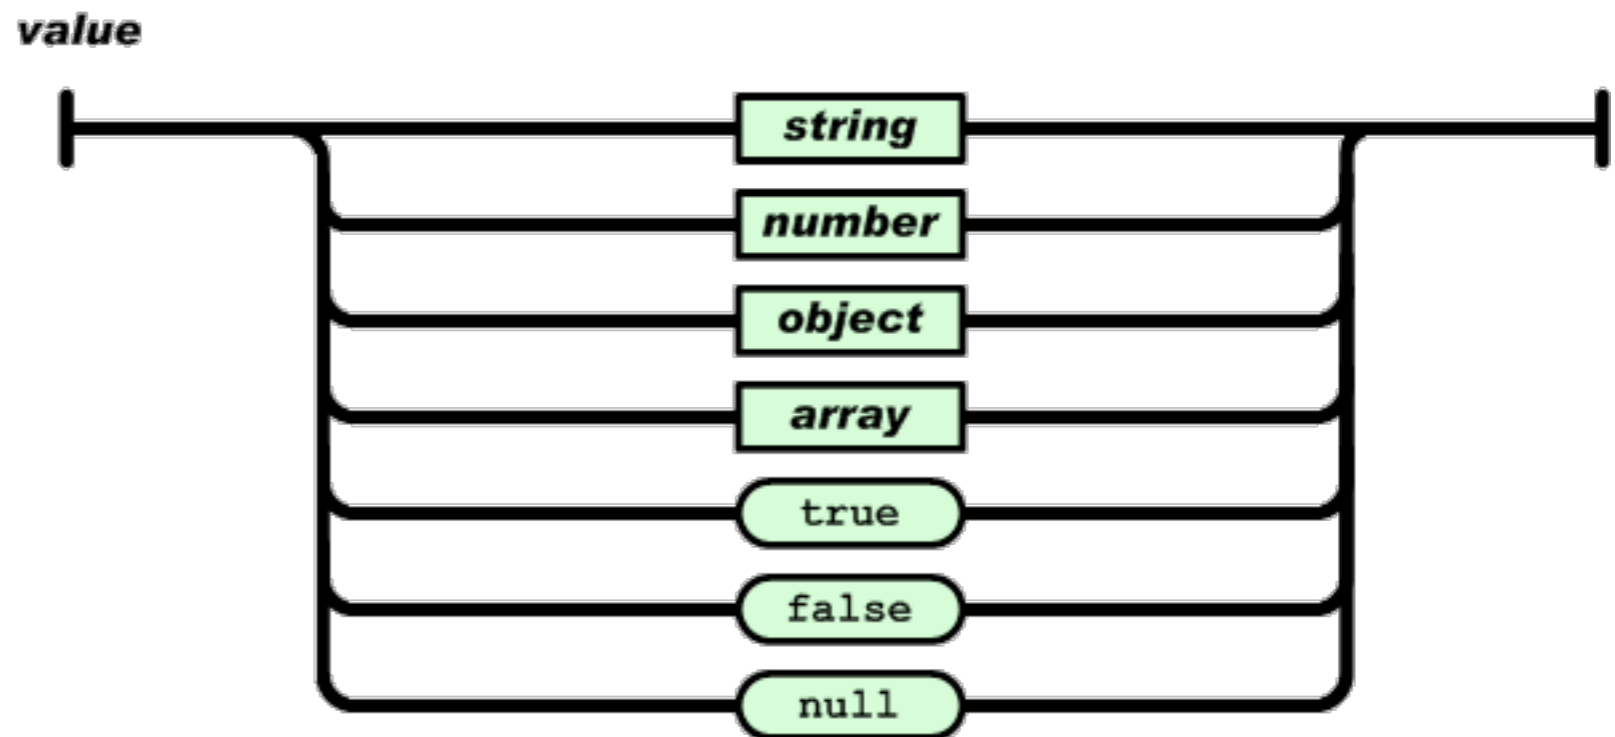 value
string
number
object
array
true
false
null